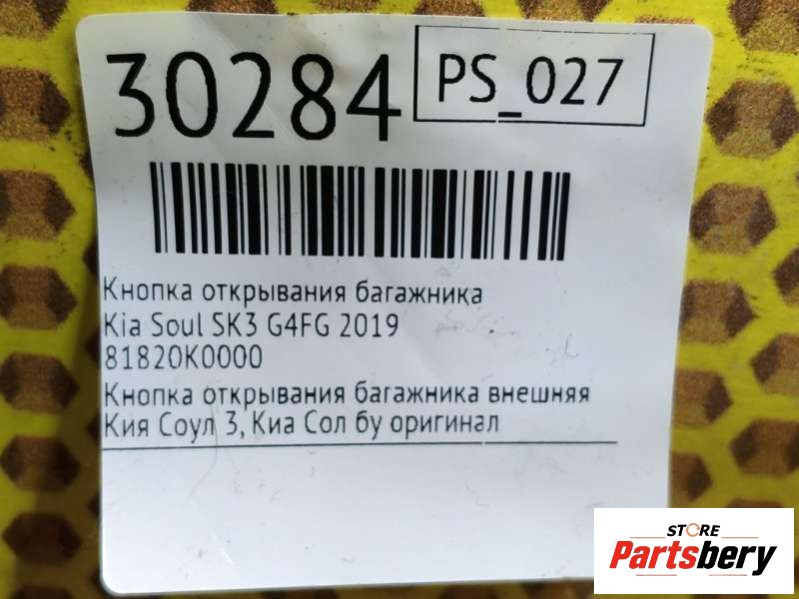 30284
PS_027
Кнопка открывания багажника
Kia Soul SK3 G4FG 2019
81820K0000
Кнопка открывания багажника внешняя
Кия Соул 3, Киа Сол бу оригинал
STORE
Partsbery